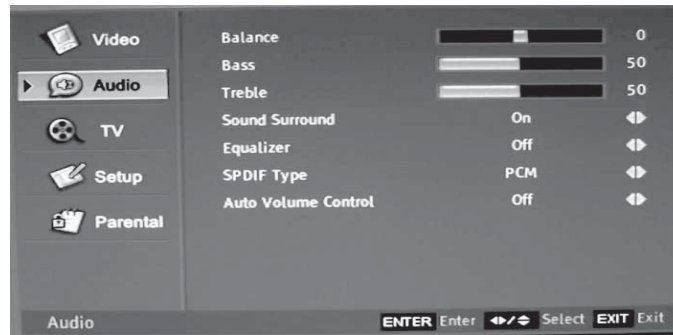 Video
Audio
TV
Setup
Parental
Balance 0
Bass 50
Treble 50
Sound Surround On
Equalizer Off
SPDIF Type PCM
Auto Volume Control Off
Audio ENTER Enter Select EXIT Exit